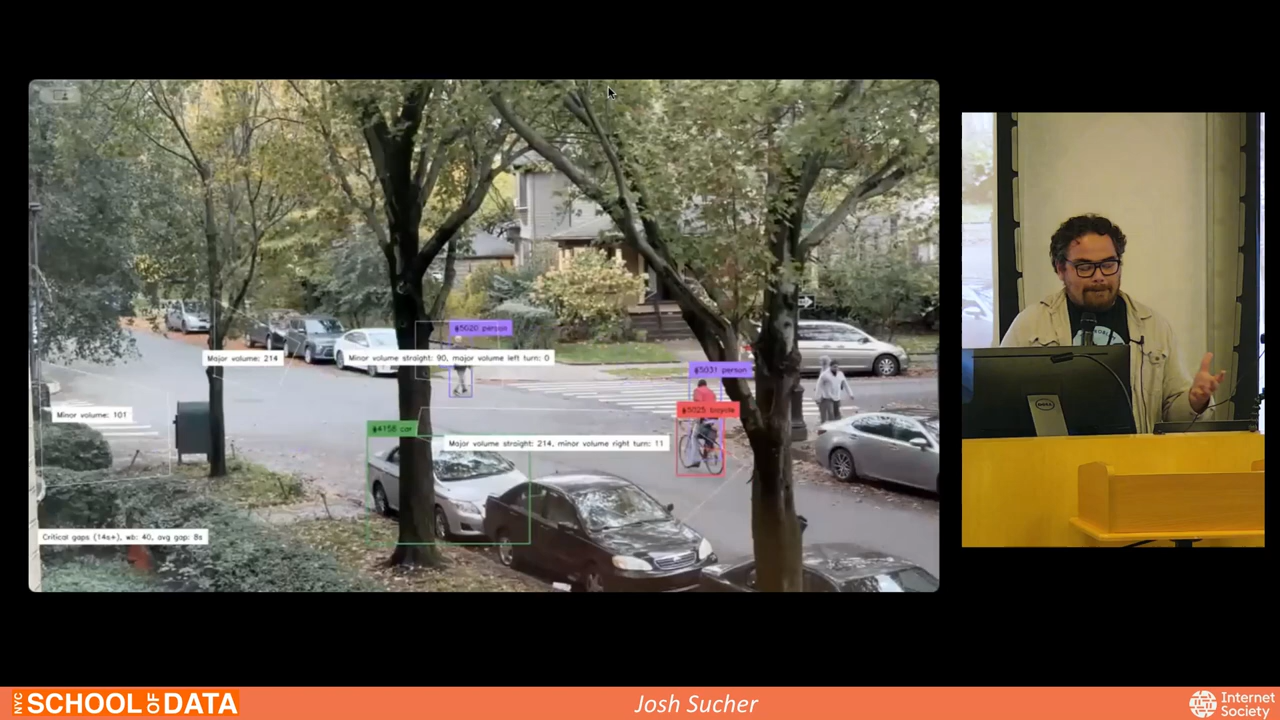 #5020 person
Major volume: 214
Minor volume straight: 90, major volume left turn: 0
#5031 person
#5025 bicycle
Minor volume: 101
#4158 car
Major volume straight: 214, minor volume right turn: 11
Critical gaps (14s+), wb: 40, avg gap: 8s
DELL
NYC SCHOOL OF DATA
Josh Sucher
Internet
Society